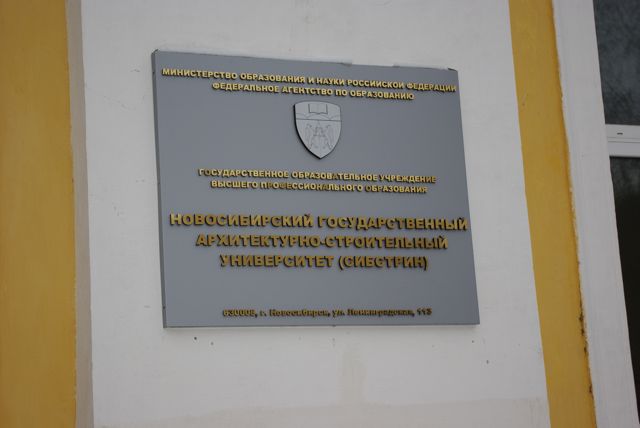 МИНИСТЕРСТВО ОБРАЗОВАНИЯ И НАУКИ РОССИЙСКОЙ ФЕДЕРАЦИИ
ФЕДЕРАЛЬНОЕ АГЕНТСТВО ПО ОБРАЗОВАНИЮ
ГОСУДАРСТВЕННОЕ ОБРАЗОВАТЕЛЬНОЕ УЧРЕЖДЕНИЕ
ВЫСШЕГО ПРОФЕССИОНАЛЬНОГО ОБРАЗОВАНИЯ
НОВОСИБИРСКИЙ ГОСУДАРСТВЕННЫЙ
АРХИТЕКТУРНО-СТРОИТЕЛЬНЫЙ
УНИВЕРСИТЕТ (СИБСТРИН)
630008, г. Новосибирск, ул. Ленинградская, 113